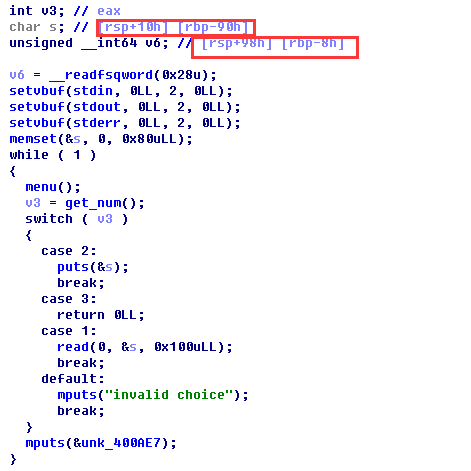 int v3; // eax
char s; // [rsp+10h] [rbp-90h]
unsigned __int64 v6; // [rsp+98h] [rbp-8h]
v6 = __readfsqword(0x28u);
setvbuf(stdin, 0LL, 2, 0LL);
setvbuf(stdout, 0LL, 2, 0LL);
setvbuf(stderr, 0LL, 2, 0LL);
memset(&s, 0, 0x80uLL);
while ( 1 )
{
menu();
v3 = get_num();
switch ( v3 )
{
case 2:
puts(&s);
break;
case 3:
return 0LL;
case 1:
read(0, &s, 0x100uLL);
break;
default:
mputs("invalid choice");
break;
}
mputs(&unk_400AE7);
}